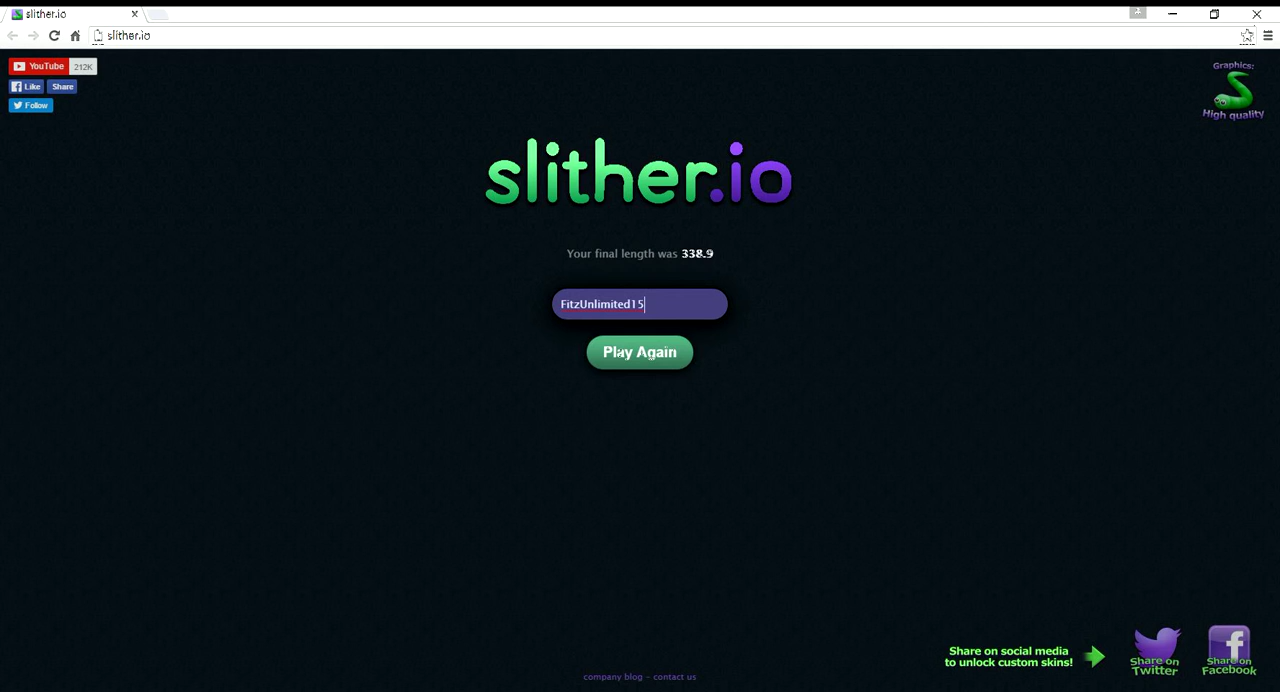 slither.io
slither.io
YouTube 212K
Like Share
Follow
Graphics:
High quality
slither.io
Your final length was 338.9
FitzUnlimited15
Play Again
Share on social media
to unlock custom skins!
Share on
Twitter
Share on
Facebook
company blog - contact us